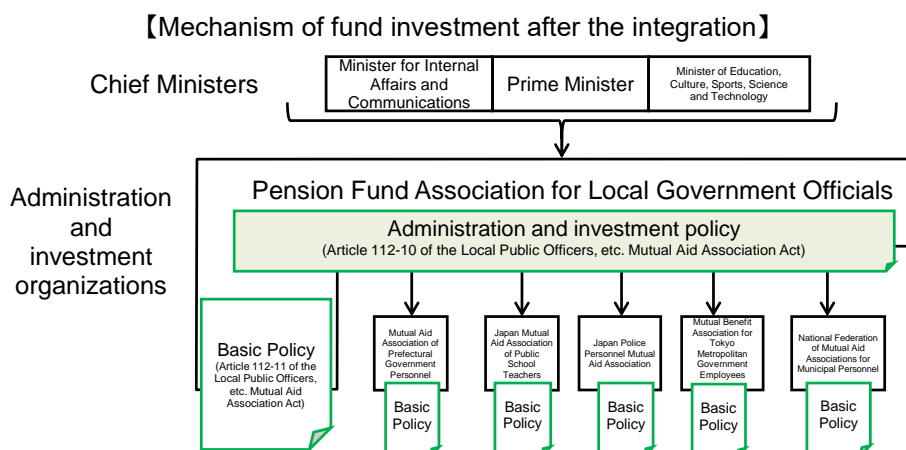 【Mechanism of fund investment after the integration】
Chief Ministers
Minister for Internal
Affairs and
Communications
Prime Minister
Minister of Education,
Culture, Sports, Science
and Technology
Administration
and
investment
organizations
Pension Fund Association for Local Government Officials
Administration and investment policy
(Article 112-10 of the Local Public Officers, etc. Mutual Aid Association Act)
Basic Policy
(Article 112-11 of the
Local Public Officers,
etc. Mutual Aid
Association Act)
Mutual Aid
Association of
Prefectural
Government
Personnel
Basic
Policy
Japan Mutual
Aid Association
of Public
School
Teachers
Basic
Policy
Japan Police
Personnel Mutual
Aid Association
Basic
Policy
Mutual Benefit
Association for
Tokyo
Metropolitan
Government
Employees
Basic
Policy
National Federation
of Mutual Aid
Associations for
Municipal Personnel
Basic
Policy